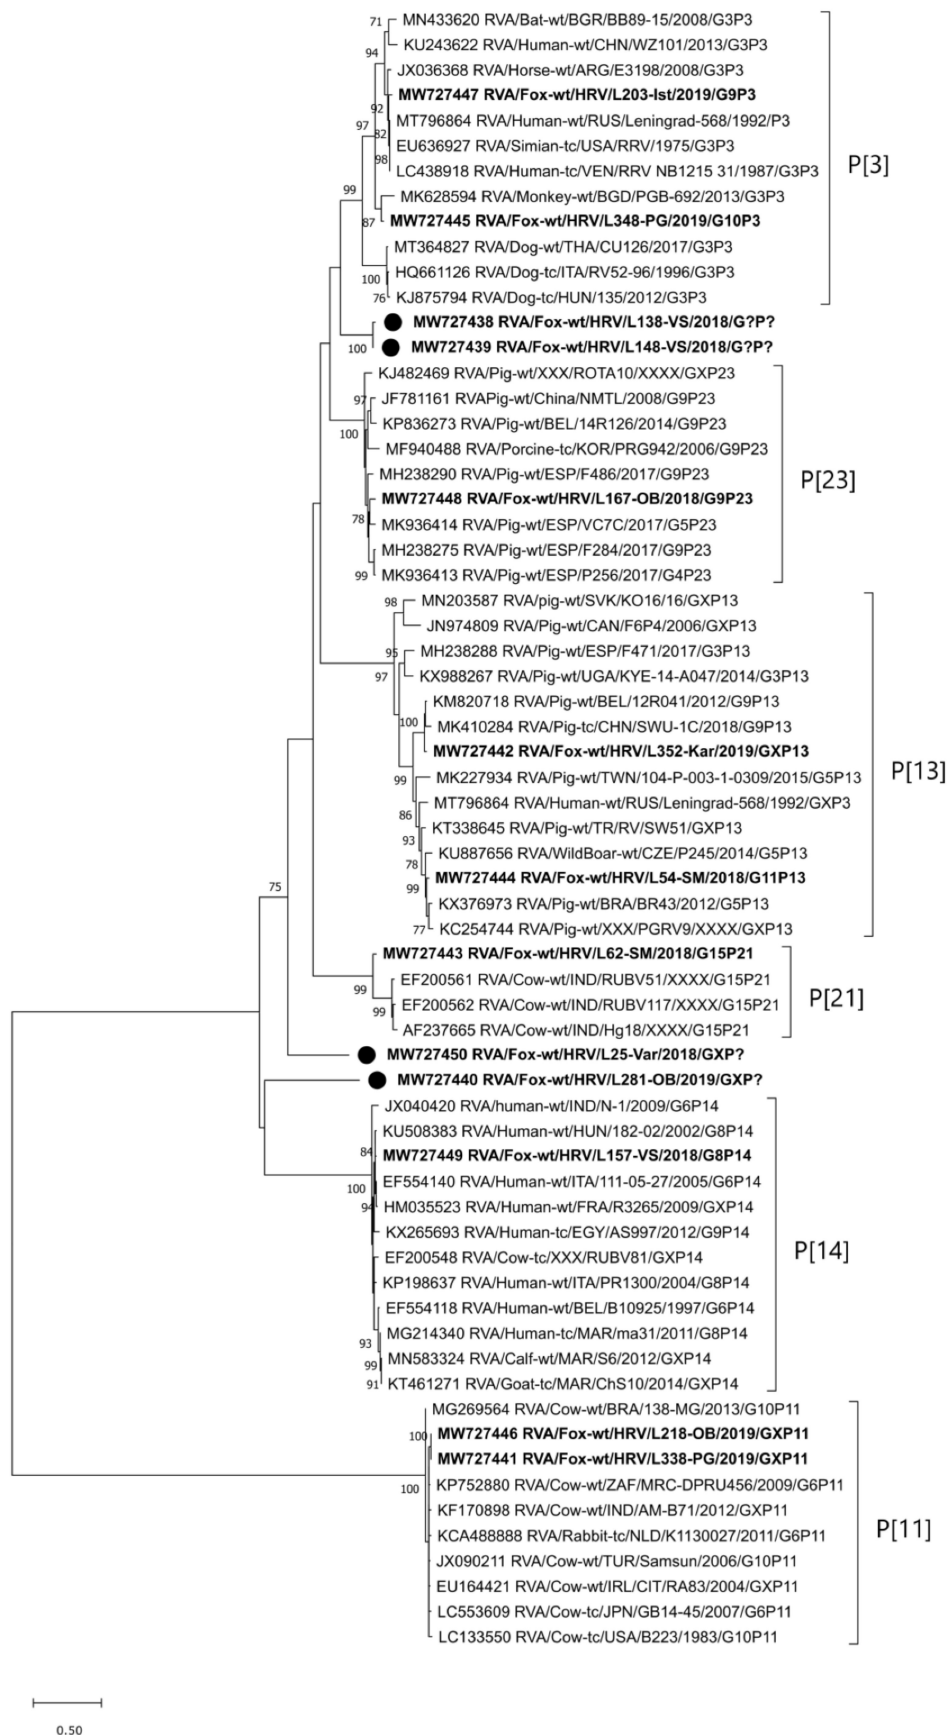 71
MN433620 RVA/Bat-wt/BGR/BB89-15/2008/G3P3
KU243622 RVA/Human-wt/CHN/WZ101/2013/G3P3
94
JX036368 RVA/Horse-wt/ARG/E3198/2008/G3P3
MW727447 RVA/Fox-wt/HRV/L203-Ist/2019/G9P3
92
MT796864 RVA/Human-wt/RUS/Leningrad-568/1992/P3
97
82
EU636927 RVA/Simian-tc/USA/RRV/1975/G3P3
98
LC438918 RVA/Human-tc/VEN/RRV NB1215 31/1987/G3P3
P[3]
99
MK628594 RVA/Monkey-wt/BGD/PGB-692/2013/G3P3
87
MW727445 RVA/Fox-wt/HRV/L348-PG/2019/G10P3
MT364827 RVA/Dog-wt/THA/CU126/2017/G3P3
100
HQ661126 RVA/Dog-tc/ITA/RV52-96/1996/G3P3
76
KJ875794 RVA/Dog-tc/HUN/135/2012/G3P3
MW727438 RVA/Fox-wt/HRV/L138-VS/2018/G?P?
100
MW727439 RVA/Fox-wt/HRV/L148-VS/2018/G?P?
KJ482469 RVA/Pig-wt/XXX/ROTA10/XXXX/GXP23
97
JF781161 RVAPig-wt/China/NMTL/2008/G9P23
KP836273 RVA/Pig-wt/BEL/14R126/2014/G9P23
100
MF940488 RVA/Porcine-tc/KOR/PRG942/2006/G9P23
MH238290 RVA/Pig-wt/ESP/F486/2017/G9P23
P[23]
MW727448 RVA/Fox-wt/HRV/L167-OB/2018/G9P23
78
MK936414 RVA/Pig-wt/ESP/VC7C/2017/G5P23
MH238275 RVA/Pig-wt/ESP/F284/2017/G9P23
99
MK936413 RVA/Pig-wt/ESP/P256/2017/G4P23
98
MN203587 RVA/pig-wt/SVK/KO16/16/GXP13
JN974809 RVA/Pig-wt/CAN/F6P4/2006/GXP13
95
MH238288 RVA/Pig-wt/ESP/F471/2017/G3P13
97
KX988267 RVA/Pig-wt/UGA/KYE-14-A047/2014/G3P13
KM820718 RVA/Pig-wt/BEL/12R041/2012/G9P13
100
MK410284 RVA/Pig-tc/CHN/SWU-1C/2018/G9P13
MW727442 RVA/Fox-wt/HRV/L352-Kar/2019/GXP13
P[13]
99
MK227934 RVA/Pig-wt/TWN/104-P-003-1-0309/2015/G5P13
MT796864 RVA/Human-wt/RUS/Leningrad-568/1992/GXP3
86
KT338645 RVA/Pig-wt/TR/RV/SW51/GXP13
93
KU887656 RVA/WildBoar-wt/CZE/P245/2014/G5P13
78
MW727444 RVA/Fox-wt/HRV/L54-SM/2018/G11P13
99
KX376973 RVA/Pig-wt/BRA/BR43/2012/G5P13
77
KC254744 RVA/Pig-wt/XXX/PGRV9/XXXX/GXP13
75
MW727443 RVA/Fox-wt/HRV/L62-SM/2018/G15P21
99
EF200561 RVA/Cow-wt/IND/RUBV51/XXXX/G15P21
P[21]
99
EF200562 RVA/Cow-wt/IND/RUBV117/XXXX/G15P21
AF237665 RVA/Cow-wt/IND/Hg18/XXXX/G15P21
MW727450 RVA/Fox-wt/HRV/L25-Var/2018/GXP?
MW727440 RVA/Fox-wt/HRV/L281-OB/2019/GXP?
JX040420 RVA/human-wt/IND/N-1/2009/G6P14
KU508383 RVA/Human-wt/HUN/182-02/2002/G8P14
84
MW727449 RVA/Fox-wt/HRV/L157-VS/2018/G8P14
100
EF554140 RVA/Human-wt/ITA/111-05-27/2005/G6P14
94
HM035523 RVA/Human-wt/FRA/R3265/2009/GXP14
KX265693 RVA/Human-tc/EGY/AS997/2012/G9P14
P[14]
EF200548 RVA/Cow-tc/XXX/RUBV81/GXP14
KP198637 RVA/Human-wt/ITA/PR1300/2004/G8P14
EF554118 RVA/Human-wt/BEL/B10925/1997/G6P14
93
MG214340 RVA/Human-tc/MAR/ma31/2011/G8P14
99
MN583324 RVA/Calf-wt/MAR/S6/2012/GXP14
91
KT461271 RVA/Goat-tc/MAR/ChS10/2014/GXP14
MG269564 RVA/Cow-wt/BRA/138-MG/2013/G10P11
100
MW727446 RVA/Fox-wt/HRV/L218-OB/2019/GXP11
MW727441 RVA/Fox-wt/HRV/L338-PG/2019/GXP11
100
KP752880 RVA/Cow-wt/ZAF/MRC-DPRU456/2009/G6P11
KF170898 RVA/Cow-wt/IND/AM-B71/2012/GXP11
P[11]
KCA488888 RVA/Rabbit-tc/NLD/K1130027/2011/G6P11
JX090211 RVA/Cow-wt/TUR/Samsun/2006/G10P11
EU164421 RVA/Cow-wt/IRL/CIT/RA83/2004/GXP11
LC553609 RVA/Cow-tc/JPN/GB14-45/2007/G6P11
LC133550 RVA/Cow-tc/USA/B223/1983/G10P11
0.50